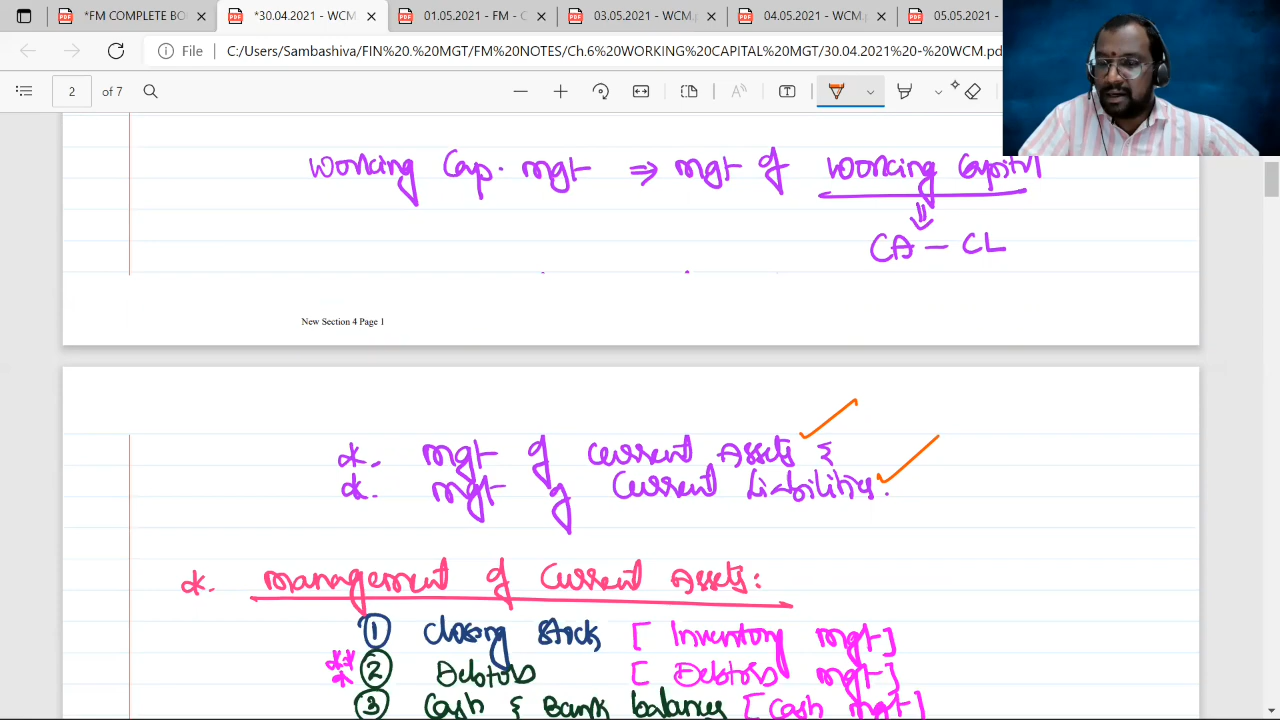 *FM COMPLETE BO
*30.04.2021 - WCM
01.05.2021 - FM - C
03.05.2021 - WCM.
04.05.2021 - WCM.
05.05.2021 -
File
C:/Users/Sambashiva/FIN%20.%20MGT/FM%20NOTES/Ch.6%20WORKING%20CAPITAL%20MGT/30.04.2021%20-%20WCM.pd
2 of 7
Working Cap. mgt ⇒ mgt of Working Capital
CA - CL
New Section 4 Page 1
*. mgt of Current Assets &
*. mgt of Current Liabilities.
*. Management of Current Assets:
① Closing Stock [ Inventory mgt ]
*** ② Debtors [ Debtors mgt ]
③ Cash & Bank balances [ Cash mgt ]